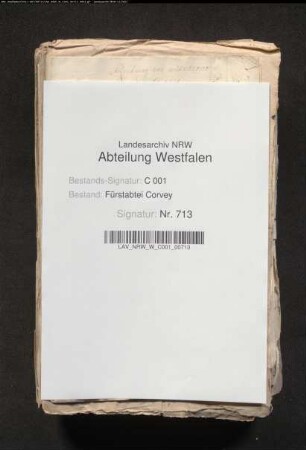 Landesarchiv NRW
Abteilung Westfalen
Bestands-Signatur: C 001
Bestand: Fürstabtei Corvey
Signatur: Nr. 713
LAV_NRW_W_C001_00713